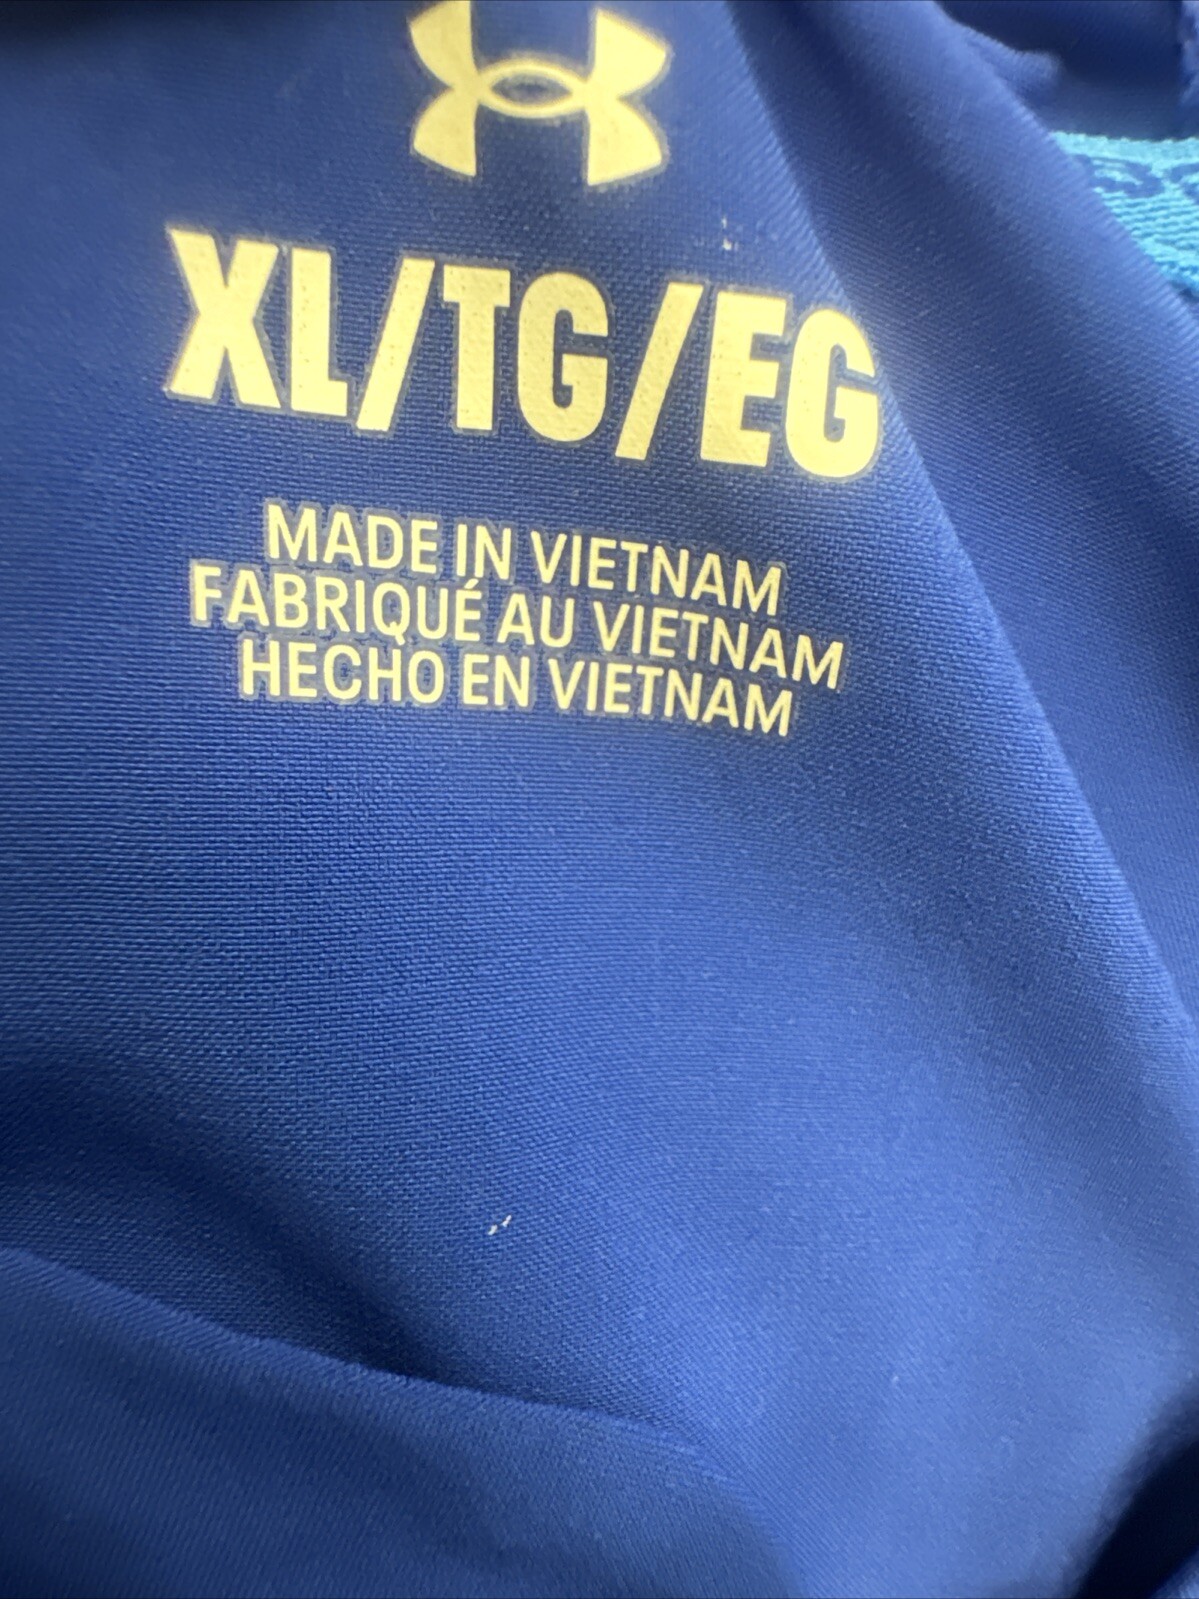 XL/TG/EG
MADE IN VIETNAM
FABRIQUÉ AU VIETNAM
HECHO EN VIETNAM